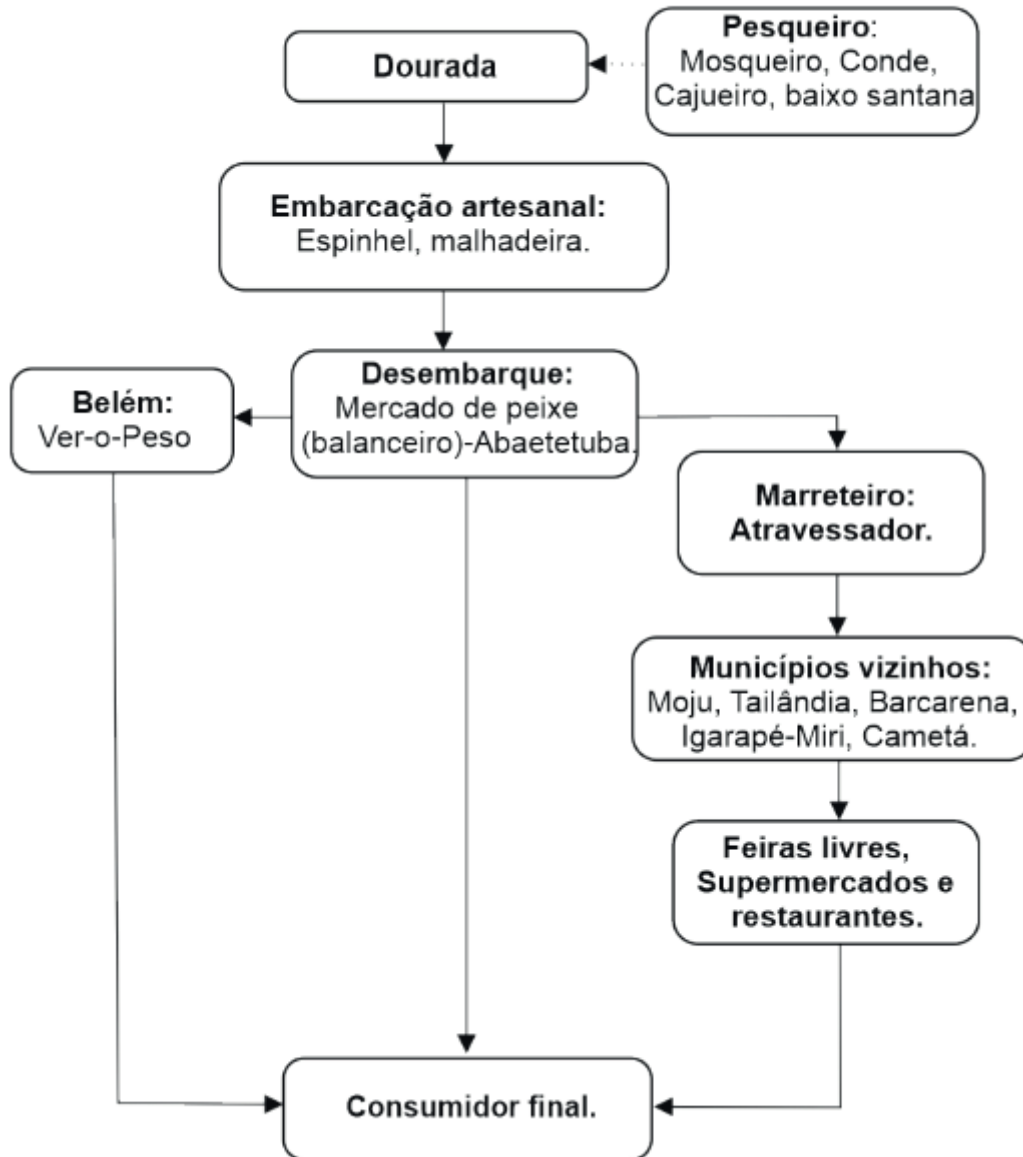 Dourada
Pesqueiro:
Mosqueiro, Conde,
Cajueiro, baixo santana
Embarcação artesanal:
Espinhel, malhadeira.
Desembarque:
Mercado de peixe
(balanceiro)-Abaetetuba.
Belém:
Ver-o-Peso
Marreteiro:
Atravessador.
Municípios vizinhos:
Moju, Tailândia, Barcarena,
Igarapé-Miri, Cametá.
Feiras livres,
Supermercados e
restaurantes.
Consumidor final.